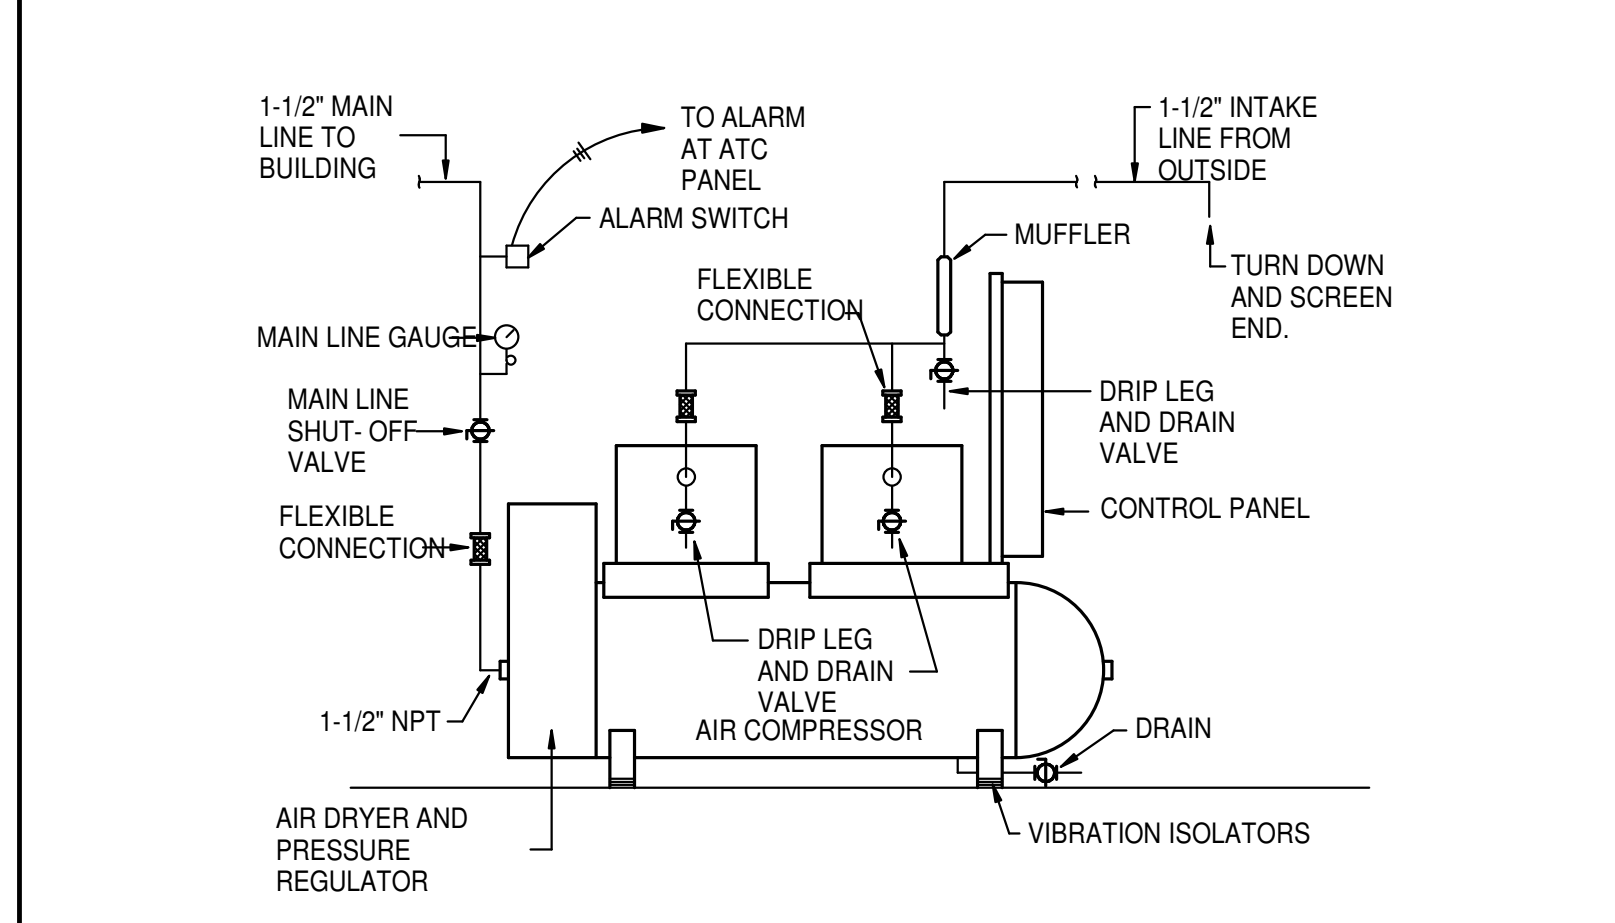 1-1/2" MAIN
LINE TO
BUILDING
TO ALARM
AT ATC
PANEL
ALARM SWITCH
1-1/2" INTAKE
LINE FROM
OUTSIDE
MUFFLER
TURN DOWN
AND SCREEN
END.
FLEXIBLE
CONNECTION
MAIN LINE GAUGE
MAIN LINE
SHUT- OFF
VALVE
DRIP LEG
AND DRAIN
VALVE
FLEXIBLE
CONNECTION
CONTROL PANEL
DRIP LEG
AND DRAIN
VALVE
AIR COMPRESSOR
1-1/2" NPT
DRAIN
AIR DRYER AND
PRESSURE
REGULATOR
VIBRATION ISOLATORS